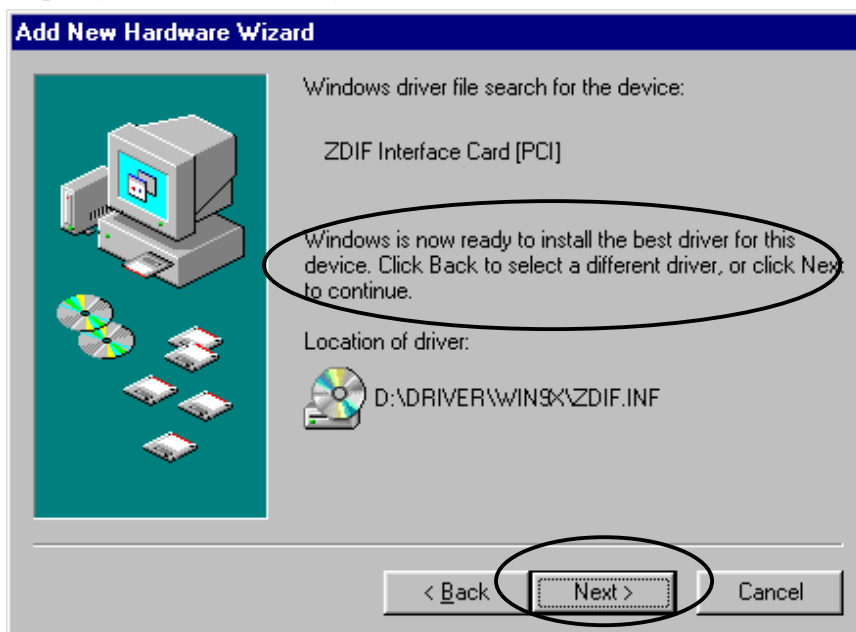 Add New Hardware Wizard
Windows driver file search for the device:
ZDIF Interface Card [PCI]
Windows is now ready to install the best driver for this
device. Click Back to select a different driver, or click Next
to continue.
Location of driver:
D:\DRIVER\WIN9X\ZDIF.INF
< Back
Next >
Cancel